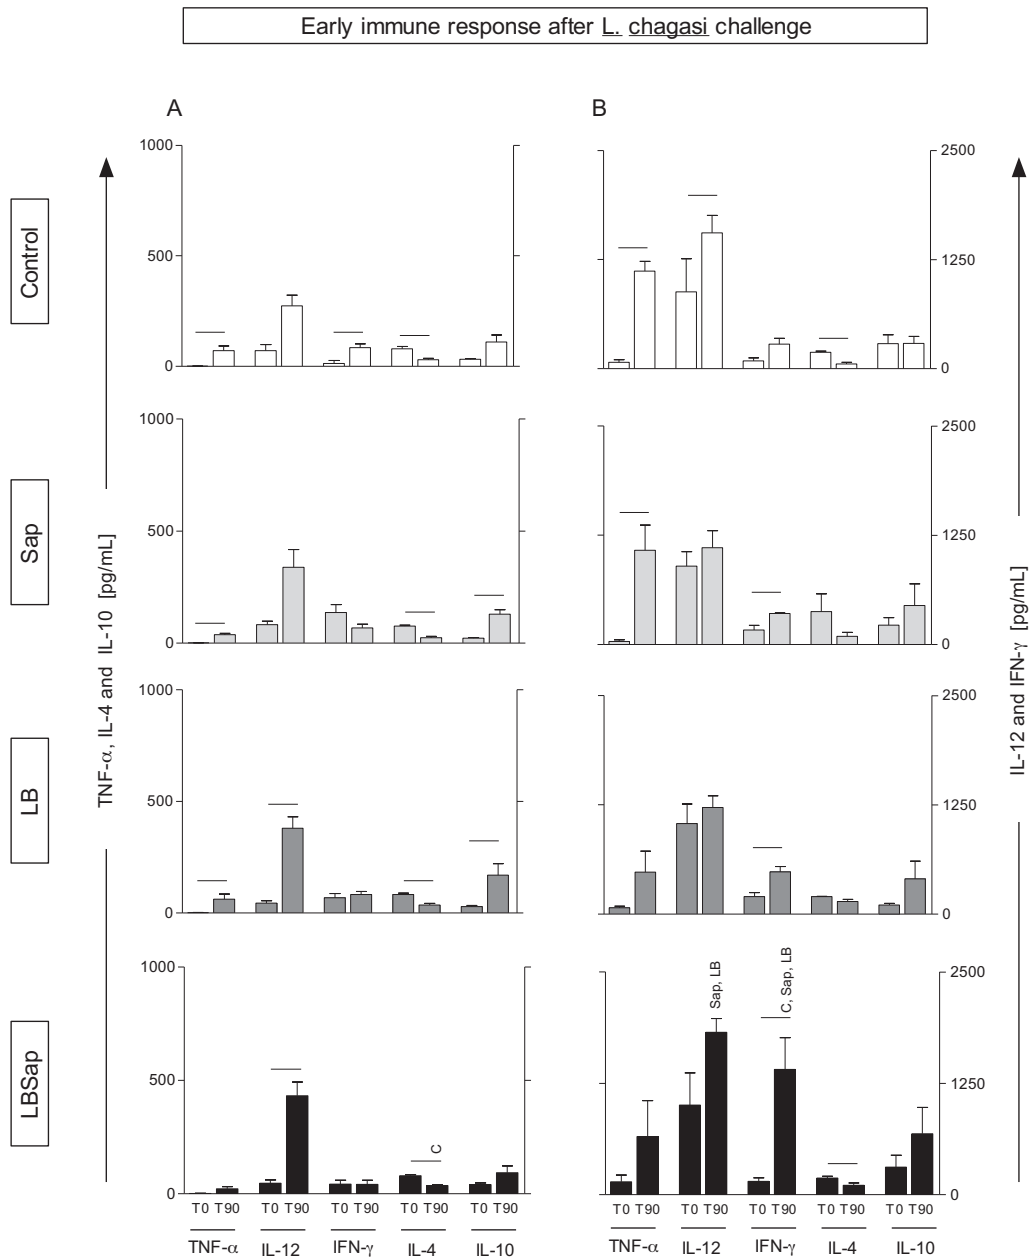 Early immune response after L. chagasi challenge
A
B
Control
1000
500
0
2500
1250
0
Sap
1000
500
0
2500
1250
0
LB
1000
500
0
2500
1250
0
LBSap
1000
500
0
2500
1250
0
TNF-α, IL-4 and IL-10 [pg/mL]
IL-12 and IFN-γ [pg/mL]
C
Sap, LB
C, Sap, LB
T0 T90 T0 T90 T0 T90 T0 T90 T0 T90
TNF-α IL-12 IFN-γ IL-4 IL-10
T0 T90 T0 T90 T0 T90 T0 T90 T0 T90
TNF-α IL-12 IFN-γ IL-4 IL-10